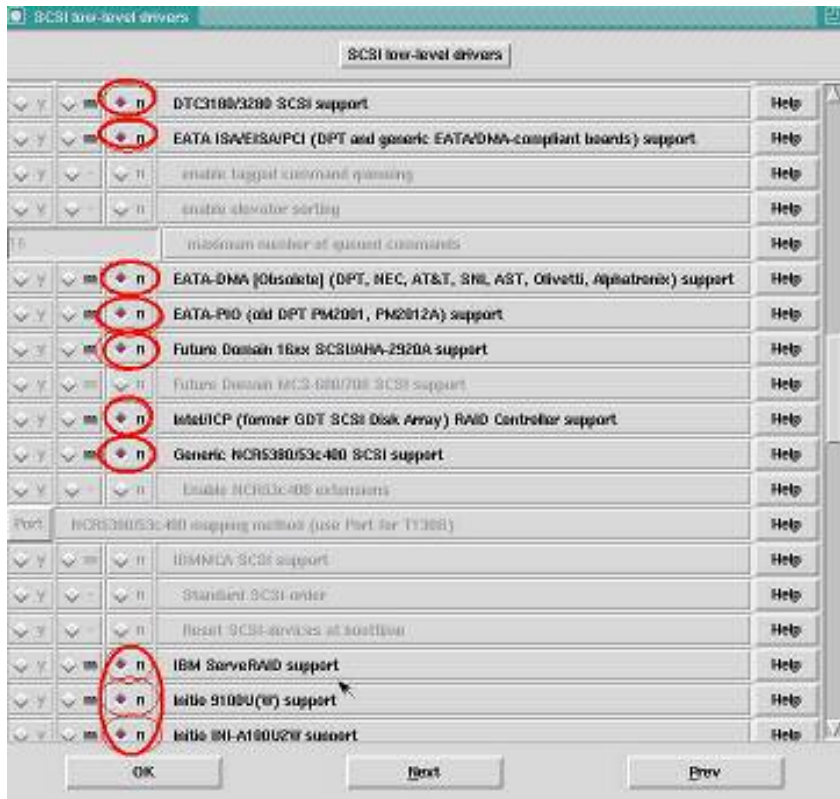 SCSI low-level drivers
SCSI low-level drivers
y m n DTC3180/3280 SCSI support Help
y m n EATA ISA/EISA/PCI (DPT and generic EATA/DMA-compliant boards) support Help
y - n enable tagged command queueing Help
y - n enable elevator sorting Help
16 maximum number of queued commands Help
y m n EATA-DMA [Obsolete] (DPT, NEC, AT&T, SNI, AST, Olivetti, Alphatronix) support Help
y m n EATA-PIO (old DPT PM2001, PM2012A) support Help
y m n Future Domain 16xx SCSI/AHA-2920A support Help
y m n Future Domain MCS-600/700 SCSI support Help
y m n Intel/ICP (former GDT SCSI Disk Array) RAID Controller support Help
y m n Generic NCR5380/53c400 SCSI support Help
y - n Enable NCR53c400 extensions Help
Port NCR5380/53c400 mapping method (use Port for T130B) Help
y m n IBMMCA SCSI support Help
y - n Standard SCSI-order Help
y - n Reset SCSI-devices at boottime Help
y m n IBM ServeRAID support Help
y m n Initio 9100U(W) support Help
y m n Initio INI-A100U2W support Help
OK Next Prev